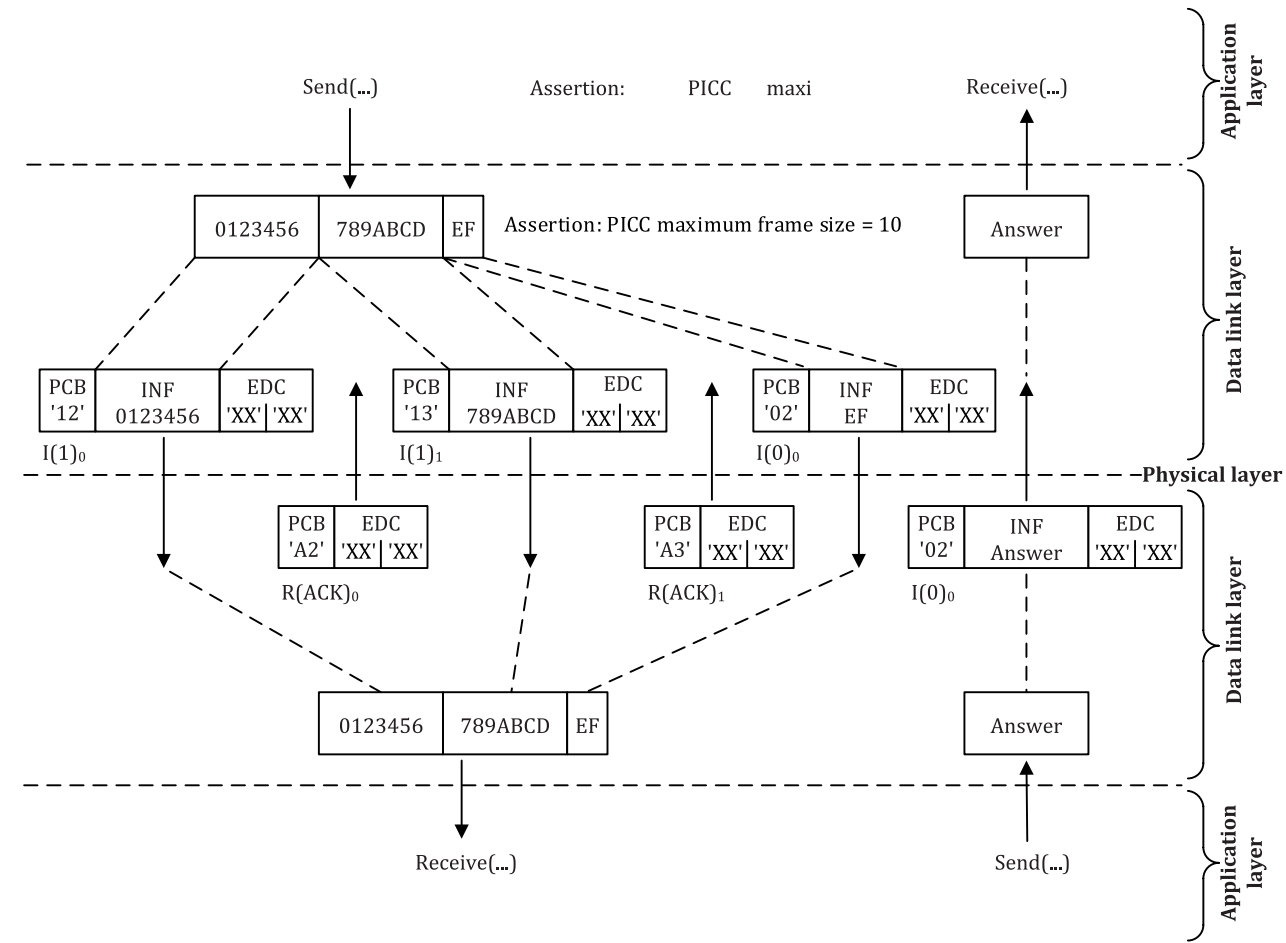 Send(...)
Assertion: PICC maxi
Receive(...)
Application layer
0123456 789ABCD EF
Assertion: PICC maximum frame size = 10
Answer
Data link layer
PCB '12' INF 0123456 EDC 'XX' 'XX'
PCB '13' INF 789ABCD EDC 'XX' 'XX'
PCB '02' INF EF EDC 'XX' 'XX'
I(1)₀
I(1)₁
I(0)₀
Physical layer
PCB 'A2' EDC 'XX' 'XX'
PCB 'A3' EDC 'XX' 'XX'
PCB '02' INF Answer EDC 'XX' 'XX'
R(ACK)₀
R(ACK)₁
I(0)₀
Data link layer
0123456 789ABCD EF
Answer
Receive(...)
Send(...)
Application layer